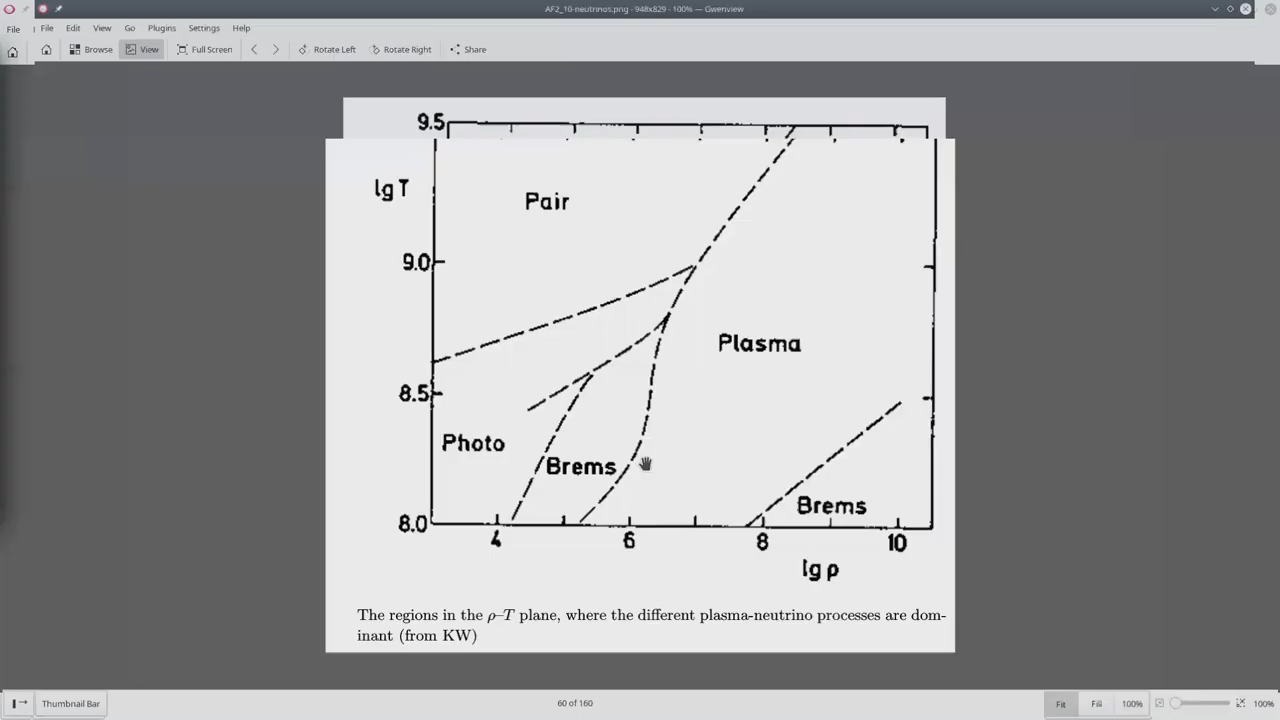 AF2_10-neutrinos.png - 948x829 - 100% — Gwenview
File
File Edit View Go Plugins Settings Help
Browse View Full Screen Rotate Left Rotate Right Share
9.5
lg T
Pair
9.0
Plasma
8.5
Photo
Brems
Brems
8.0
4 6 8 10
lg ρ
The regions in the ρ–T plane, where the different plasma-neutrino processes are dom-
inant (from KW)
Thumbnail Bar 60 of 160 Fit Fill 100% 100%